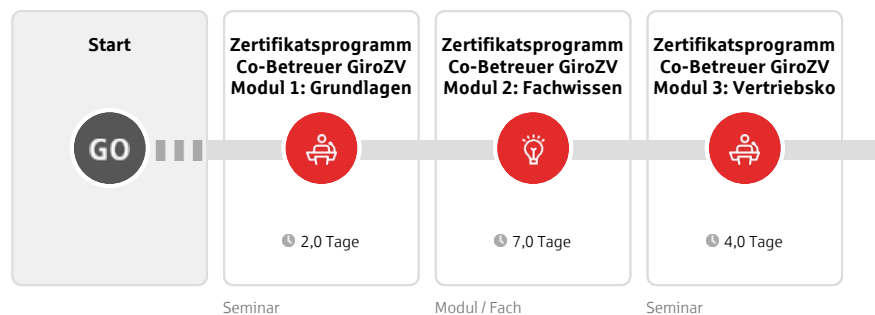 Start
GO
Zertifikatsprogramm
Co-Betreuer GiroZV
Modul 1: Grundlagen
2,0 Tage
Seminar
Zertifikatsprogramm
Co-Betreuer GiroZV
Modul 2: Fachwissen
7,0 Tage
Modul / Fach
Zertifikatsprogramm
Co-Betreuer GiroZV
Modul 3: Vertriebsko
4,0 Tage
Seminar